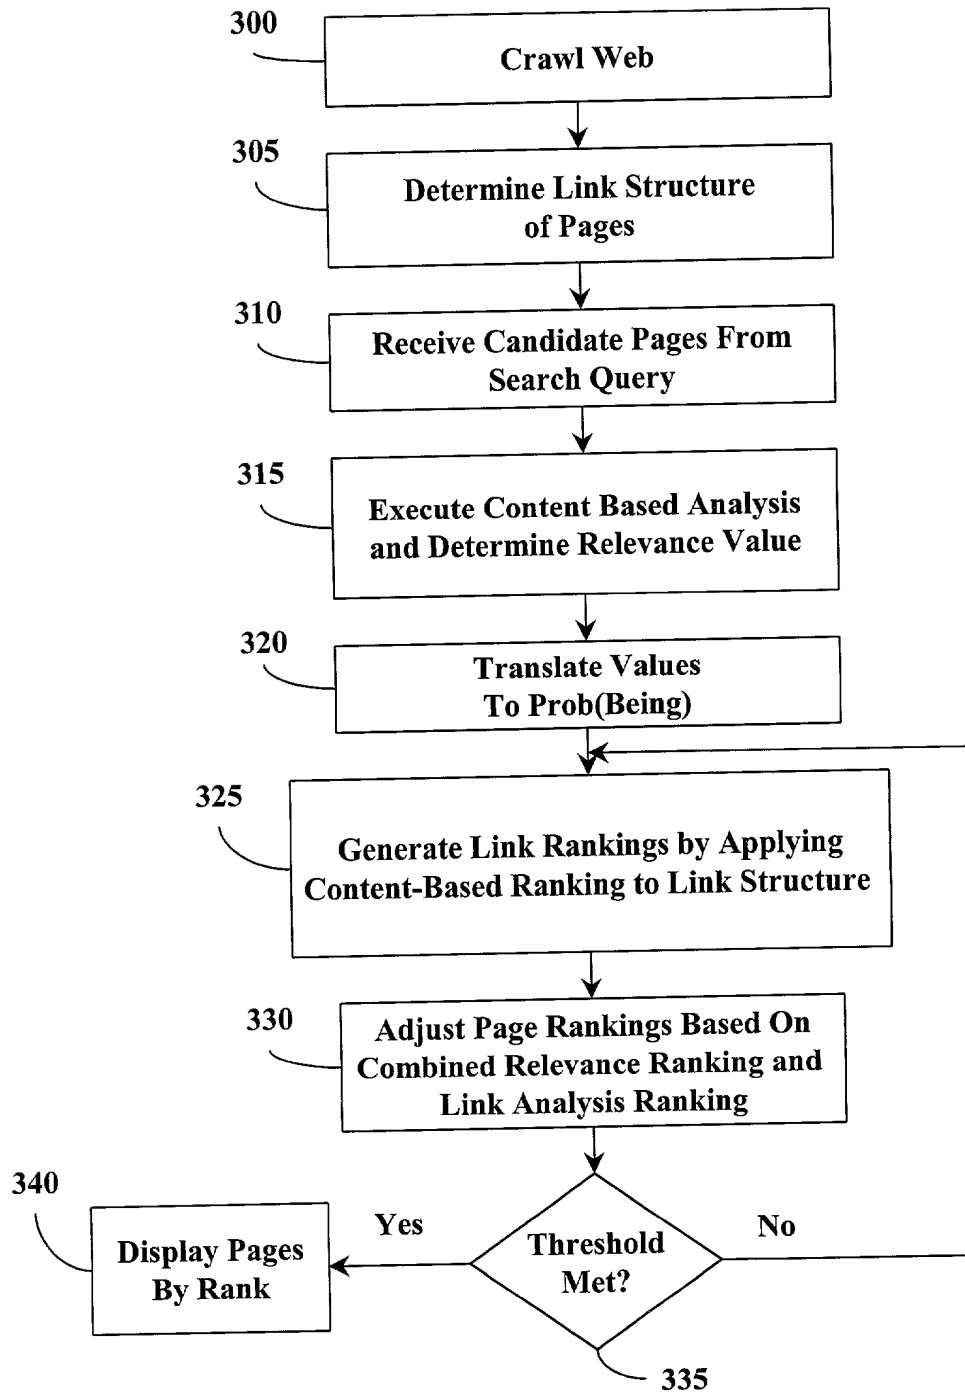 300
Crawl Web
305
Determine Link Structure
of Pages
310
Receive Candidate Pages From
Search Query
315
Execute Content Based Analysis
and Determine Relevance Value
320
Translate Values
To Prob(Being)
325
Generate Link Rankings by Applying
Content-Based Ranking to Link Structure
330
Adjust Page Rankings Based On
Combined Relevance Ranking and
Link Analysis Ranking
340
Yes
No
Display Pages
By Rank
Threshold
Met?
335